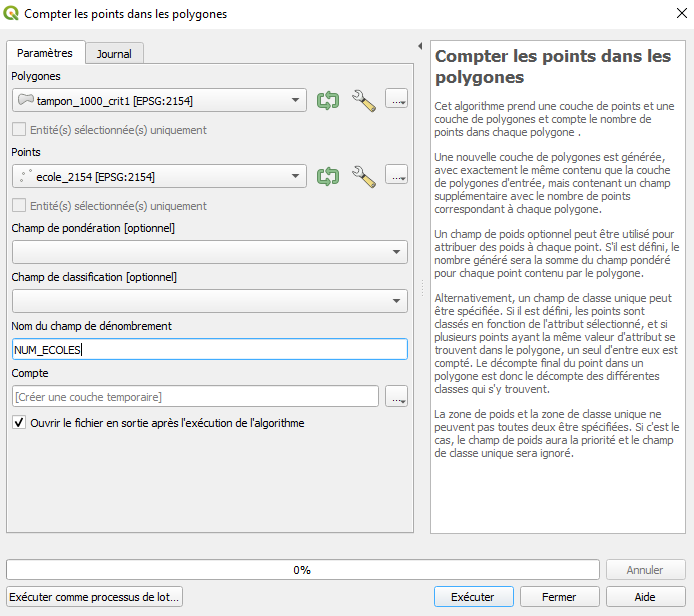 Compter les points dans les polygones
Paramètres
Journal
Polygones
tampon_1000_crit1 [EPSG:2154]
...
Entité(s) sélectionnée(s) uniquement
Points
ecole_2154 [EPSG:2154]
...
Entité(s) sélectionnée(s) uniquement
Champ de pondération [optionnel]
Champ de classification [optionnel]
Nom du champ de dénombrement
NUM_ECOLES
Compte
[Créer une couche temporaire]
...
Ouvrir le fichier en sortie après l'exécution de l'algorithme
Compter les points dans les
polygones
Cet algorithme prend une couche de points et une
couche de polygones et compte le nombre de
points dans chaque polygone .
Une nouvelle couche de polygones est générée,
avec exactement le même contenu que la couche
de polygones d'entrée, mais contenant un champ
supplémentaire avec le nombre de points
correspondant à chaque polygone.
Un champ de poids optionnel peut être utilisé pour
attribuer des poids à chaque point. S'il est défini, le
nombre généré sera la somme du champ pondéré
pour chaque point contenu par le polygone.
Alternativement, un champ de classe unique peut
être spécifiée. Si il est défini, les points sont
classés en fonction de l'attribut sélectionné, et si
plusieurs points ayant la même valeur d'attribut se
trouvent dans le polygone, un seul d'entre eux est
compté. Le décompte final du point dans un
polygone est donc le décompte des différentes
classes qui s'y trouvent.
La zone de poids et la zone de classe unique ne
peuvent pas toutes deux être spécifiées. Si c'est le
cas, le champ de poids aura la priorité et le champ
de classe unique sera ignoré.
0%
Annuler
Exécuter comme processus de lot...
Exécuter
Fermer
Aide